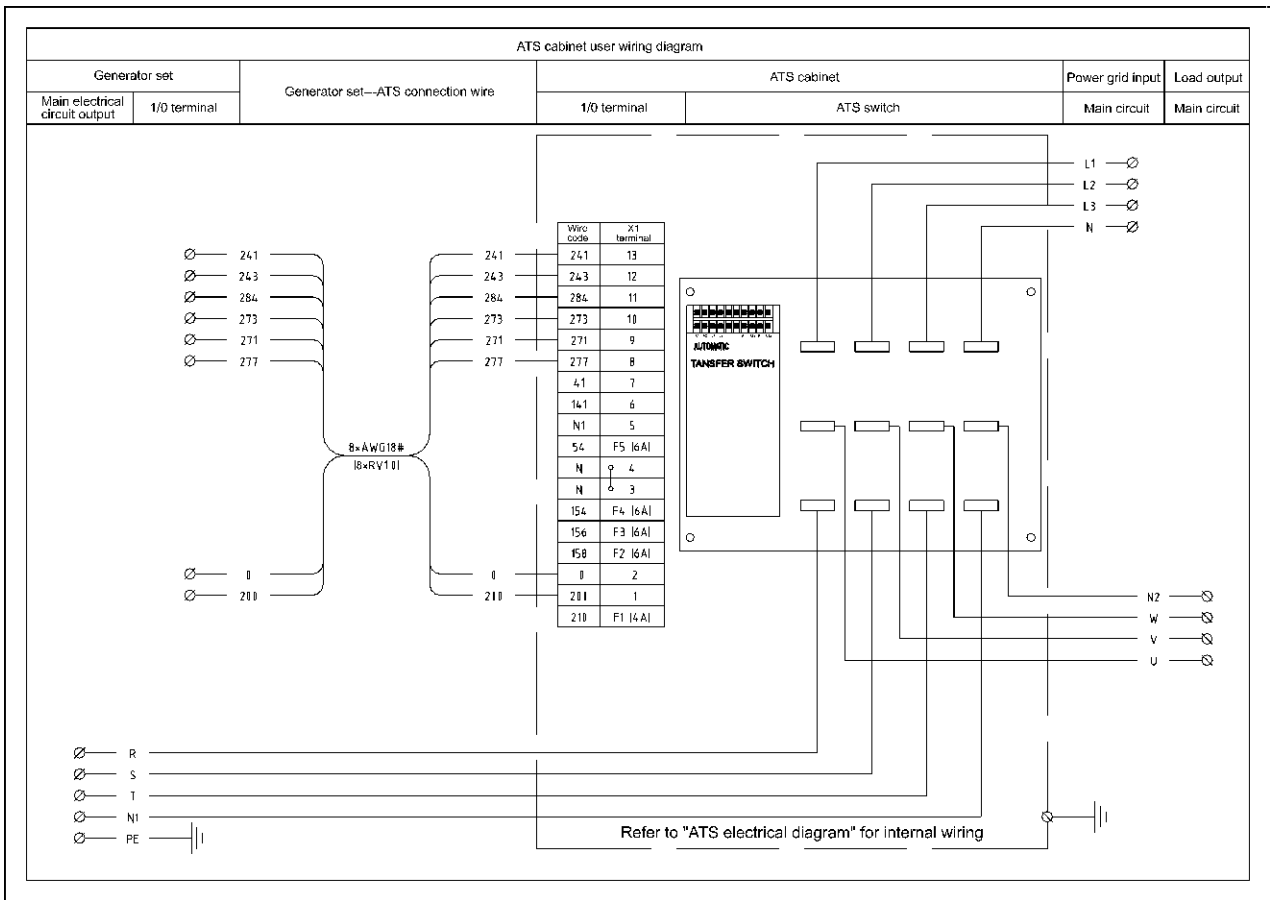 ATS cabinet user wiring diagram
Generator set
Generator set---ATS connection wire
ATS cabinet
Power grid input
Load output
Main electrical
circuit output
1/0 terminal
1/0 terminal
ATS switch
Main circuit
Main circuit
L1
L2
L3
N
Wire code X1 terminal
241 241 241 13
243 243 243 12
284 284 284 11
273 273 273 10
271 271 271 9
277 277 277 8
41 7
141 6
N1 5
54 F5 |6A|
N 4
N 3
154 F4 |6A|
156 F3 |6A|
158 F2 |6A|
0 0 0 2
200 210 201 1
210 F1 |4A|
8×AWG18#
|8×RV1.0|
AUTOMATIC
TANSFER SWITCH
N2
W
V
U
R
S
T
N1
PE
Refer to "ATS electrical diagram" for internal wiring